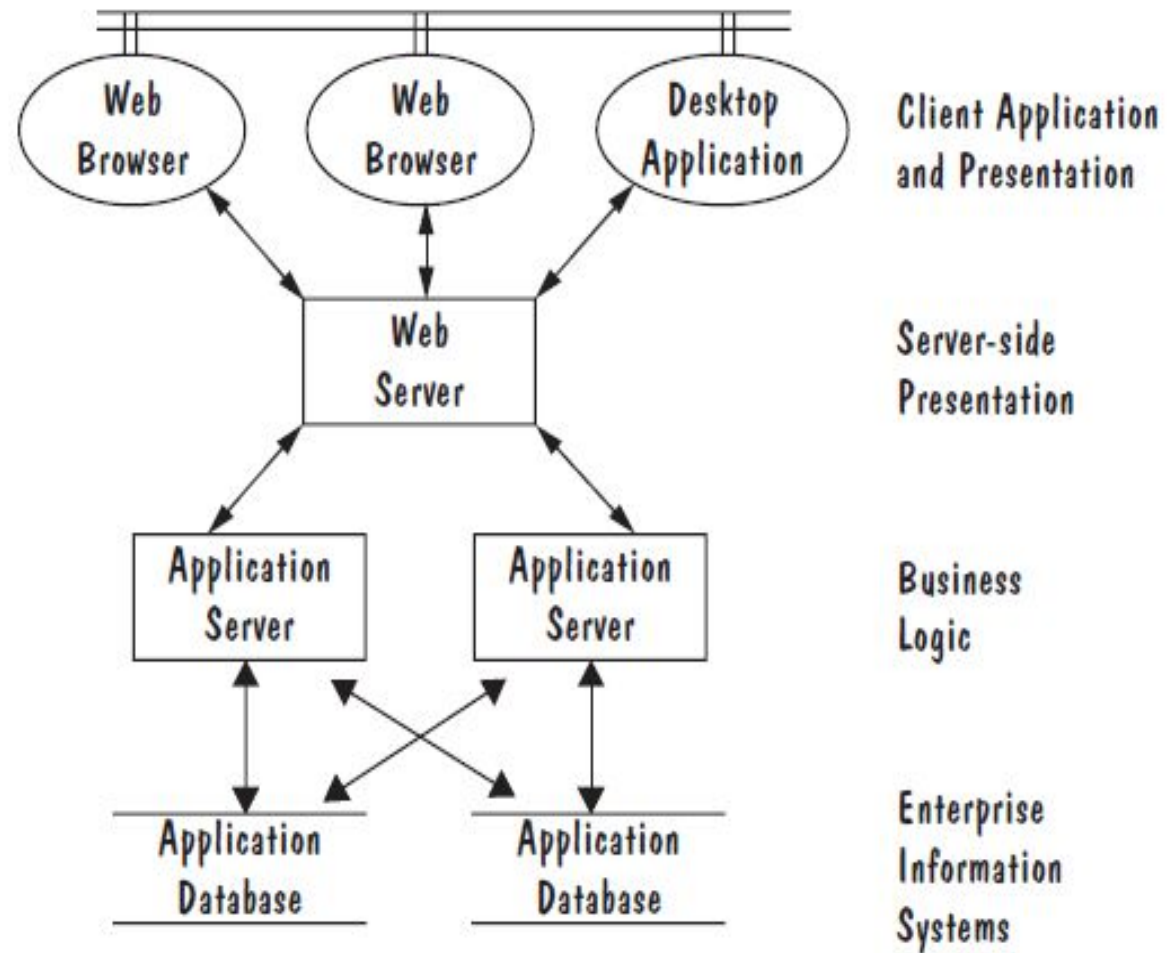 Web
Browser
Web
Browser
Desktop
Application
Client Application
and Presentation
Web
Server
Server-side
Presentation
Application
Server
Application
Server
Business
Logic
Application
Database
Application
Database
Enterprise
Information
Systems